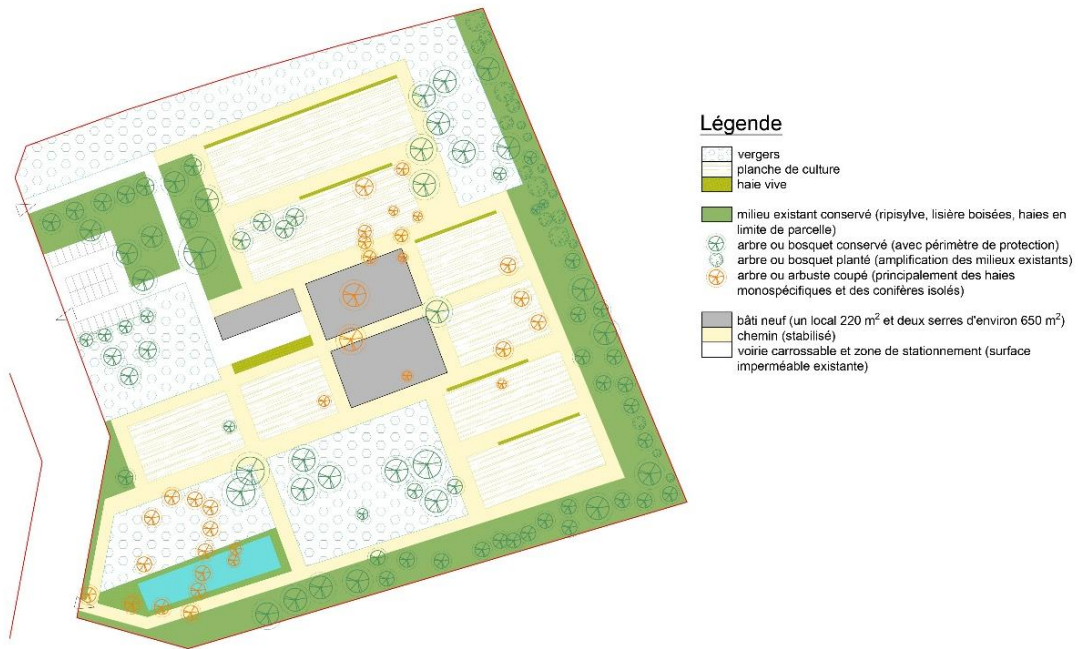 Légende
vergers
planche de culture
haie vive
milieu existant conservé (ripisylve, lisière boisées, haies en
limite de parcelle)
arbre ou bosquet conservé (avec périmètre de protection)
arbre ou bosquet planté (amplification des milieux existants)
arbre ou arbuste coupé (principalement des haies
monospécifiques et des conifères isolés)
bâti neuf (un local 220 m² et deux serres d'environ 650 m²)
chemin (stabilisé)
voirie carrossable et zone de stationnement (surface
imperméable existante)